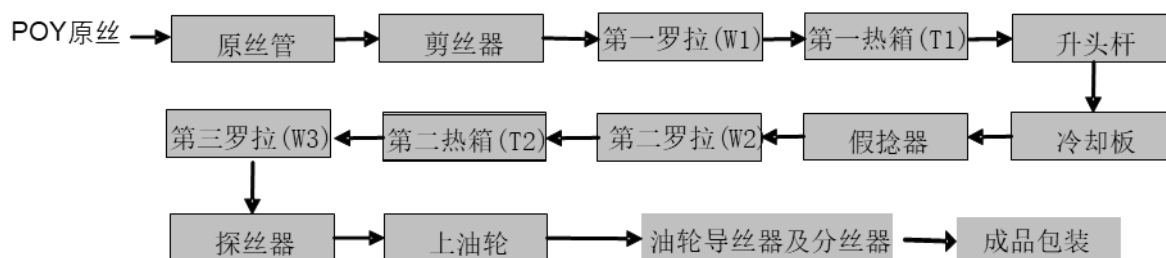 POY原丝
原丝管
剪丝器
第一罗拉(W1)
第一热箱(T1)
升头杆
冷却板
假捻器
第二罗拉(W2)
第二热箱(T2)
第三罗拉(W3)
探丝器
上油轮
油轮导丝器及分丝器
成品包装